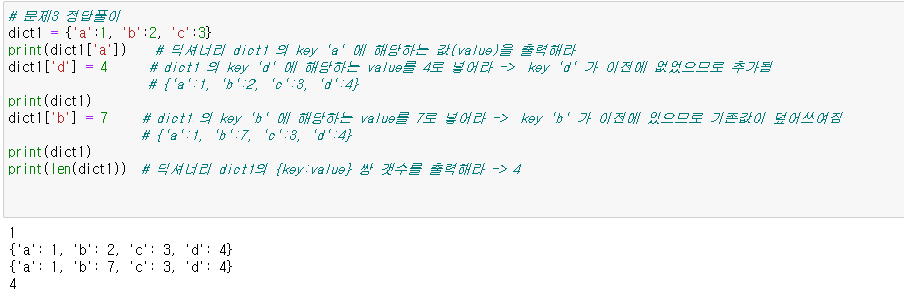 # 문제3 정답풀이
dict1 = {'a':1, 'b':2, 'c':3}
print(dict1['a']) # 딕셔너리 dict1 의 key 'a' 에 해당하는 값(value)을 출력해라
dict1['d'] = 4 # dict1 의 key 'd' 에 해당하는 value를 4로 넣어라 -> key 'd' 가 이전에 없었으므로 추가됨
# {'a':1, 'b':2, 'c':3, 'd':4}
print(dict1)
dict1['b'] = 7 # dict1 의 key 'b' 에 해당하는 value를 7로 넣어라 -> key 'b' 가 이전에 있으므로 기존값이 덮어쓰여짐
# {'a':1, 'b':7, 'c':3, 'd':4}
print(dict1)
print(len(dict1)) # 딕셔너리 dict1의 {key:value} 쌍 갯수를 출력해라 -> 4
1
{'a': 1, 'b': 2, 'c': 3, 'd': 4}
{'a': 1, 'b': 7, 'c': 3, 'd': 4}
4